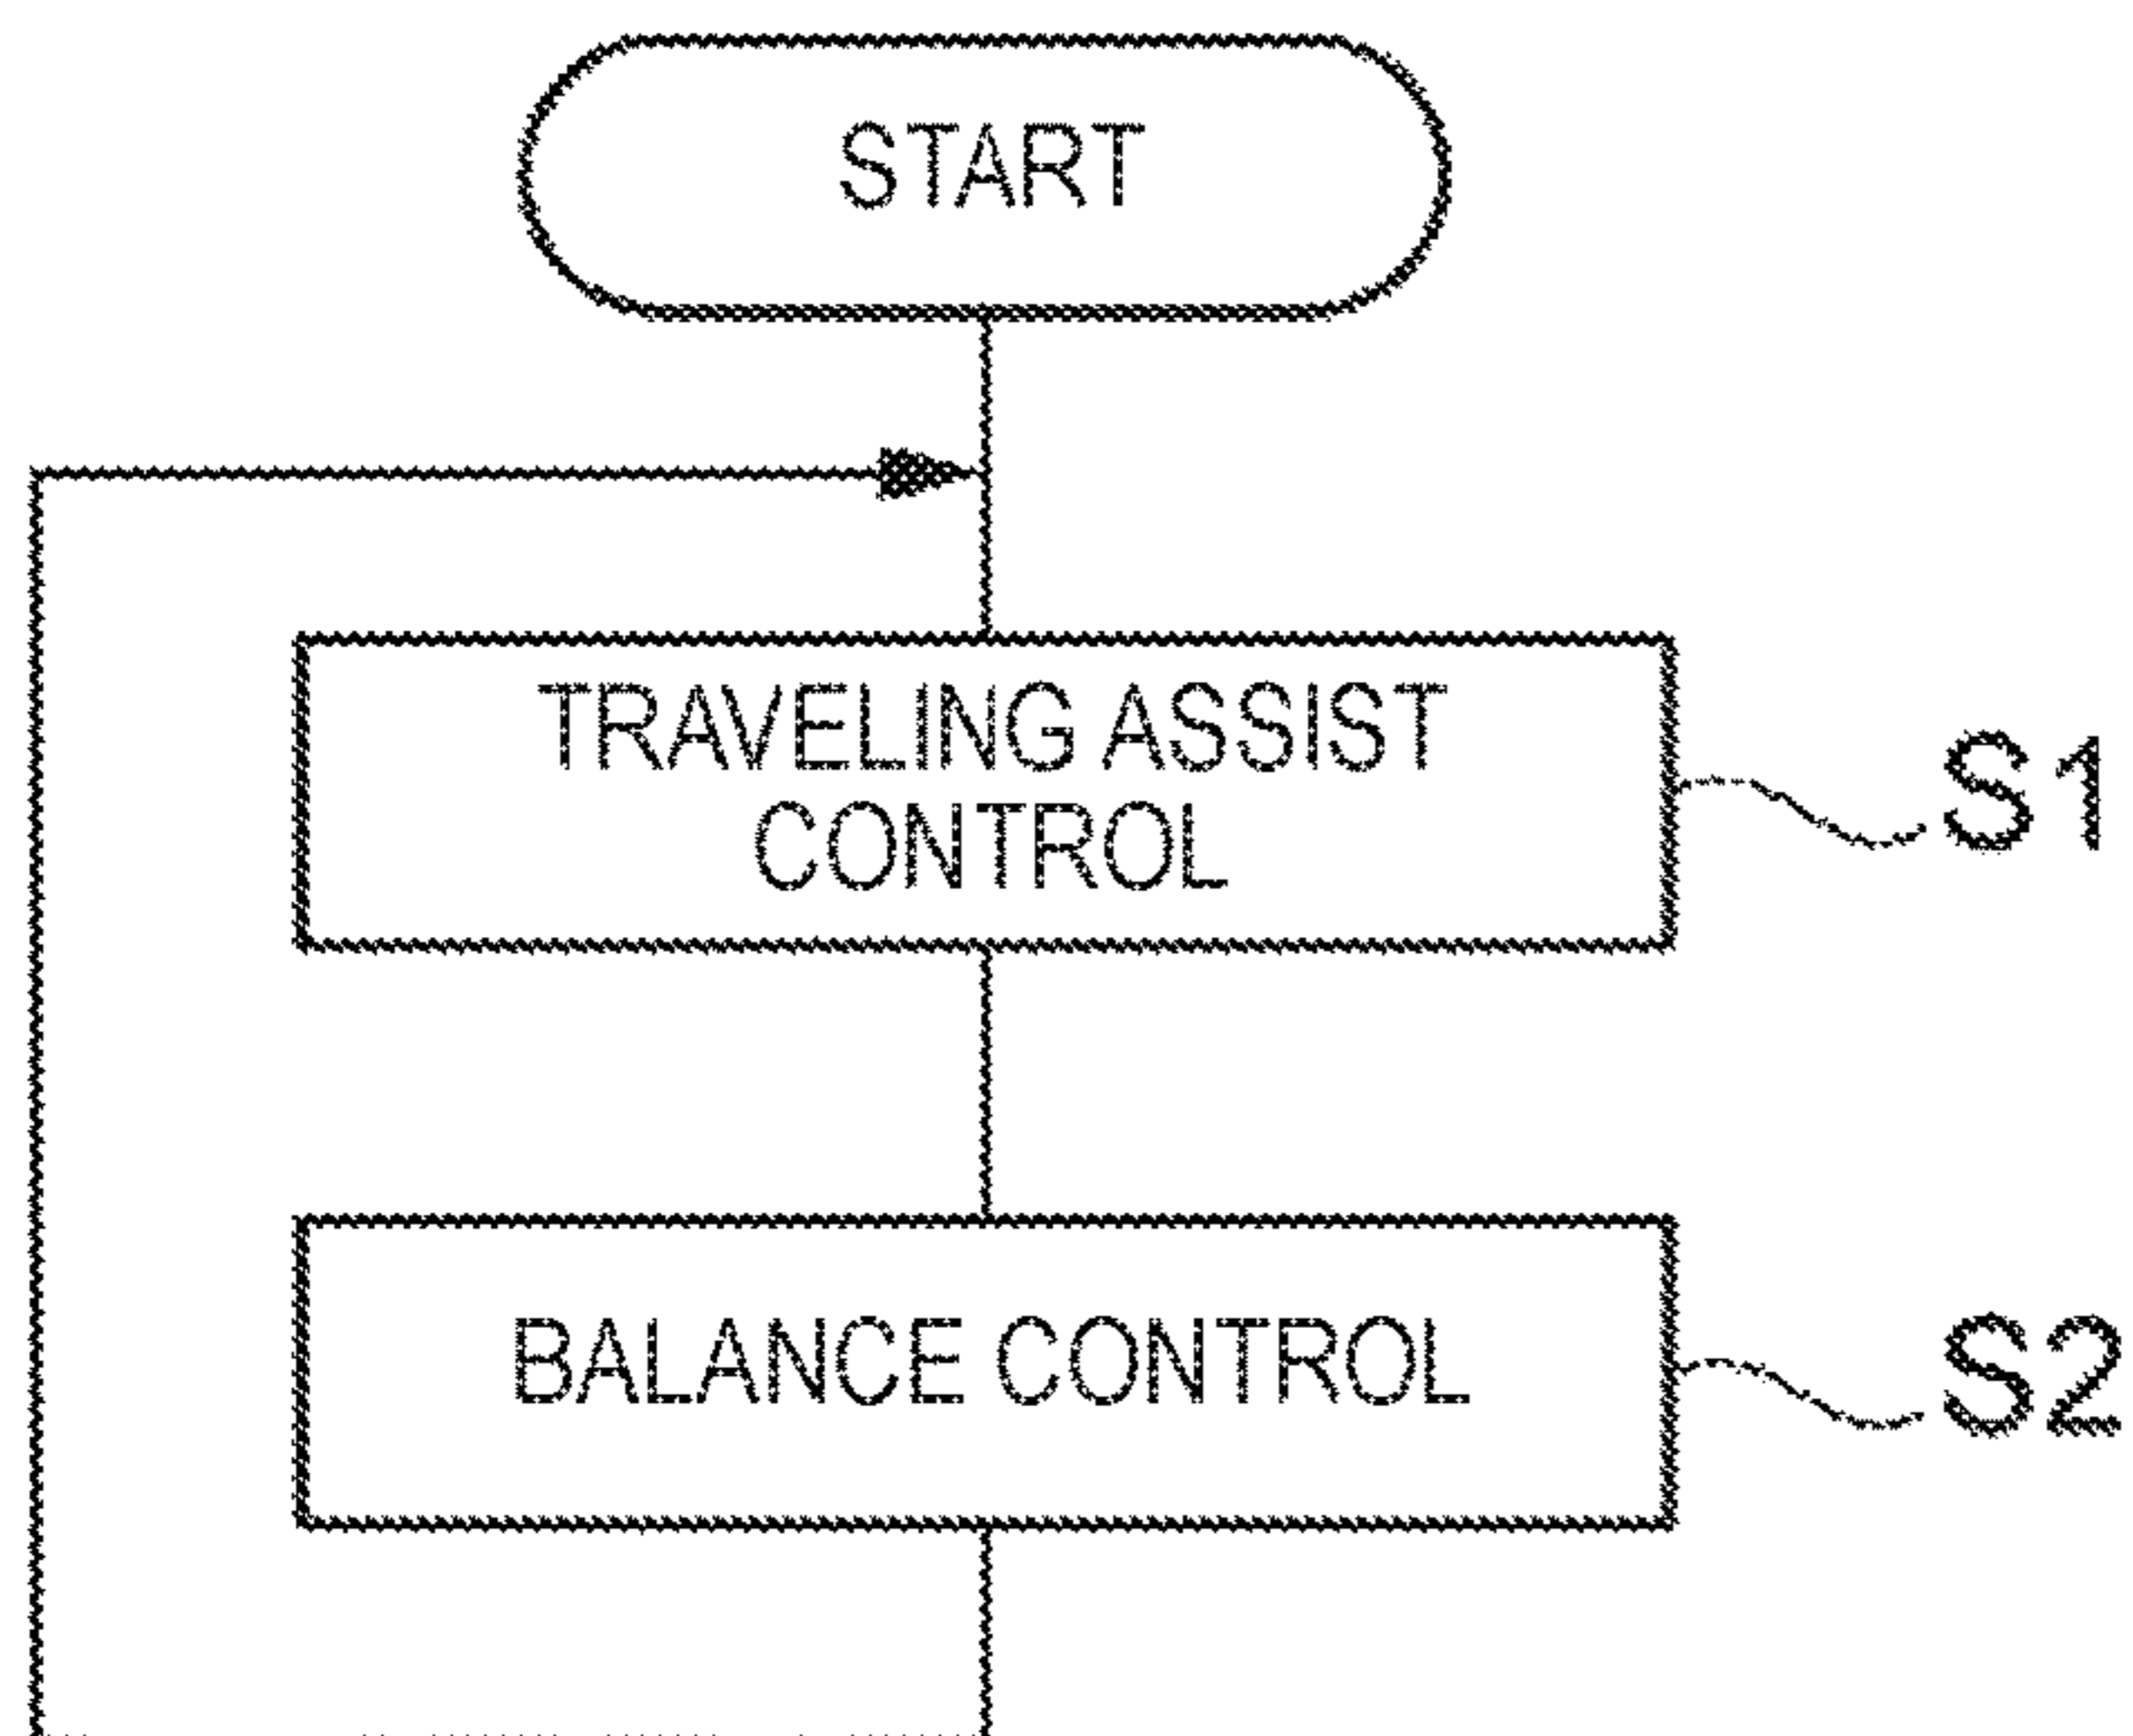 START
TRAVELING ASSIST
CONTROL
S1
BALANCE CONTROL
S2